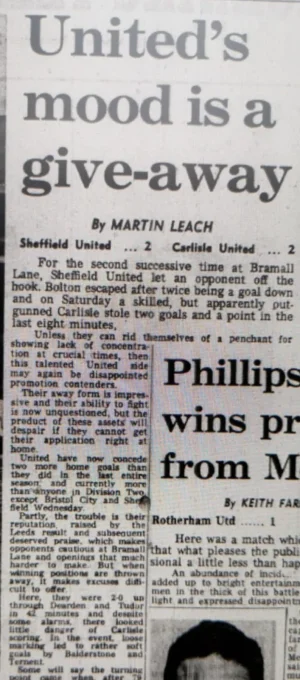 United's
mood is a
give-away
By MARTIN LEACH
Sheffield United ... 2 Carlisle United ... 2
For the second successive time at Bramall
Lane, Sheffield United let an opponent off the
hook. Bolton escaped after twice being a goal down
and on Saturday a skilled, but apparently out-
gunned Carlisle stole two goals and a point in the
last eight minutes,
Unless they can rid themselves of a penchant for
showing lack of concentra-
tion at crucial times, then
this talented United side
may again be disappointed
promotion contenders.
Their away form is impres-
sive and their ability to fight
is now unquestioned, but the
product of these assets will
despair if they cannot get
their application right at
home.
United have now concede
two more home goals than
they did in the last entire
season, and currently more
than anyone in Division Two
except Bristol City and Shef
field Wednesday.
Partly, the trouble is their
reputation, raised by the
Leeds result and subsequent
deserved praise, which makes
opponents cautious at Bramall
Lane and openings that much
harder to make. But when
winning positions are thrown
away, it makes excuses diffi-
cult to offer.
Here, they were 2-0 up
through Dearden and Tudor
in 42 minutes and despite
some alarms, there looked
little danger of Carlisle
scoring. In the event, loose
marking led to rather soft
goals by Balderstone and
Ternent.
Some will say the turning
point came when, after 78
Phillips
wins pr
from M
By KEITH FAR
Rotherham Utd ...... 1
Here was a match whic
that what pleases the publi
sional a little less than hap
An abundance of incid
added up to bright entertain
men in the thick of this battle
light and expressed disappointm